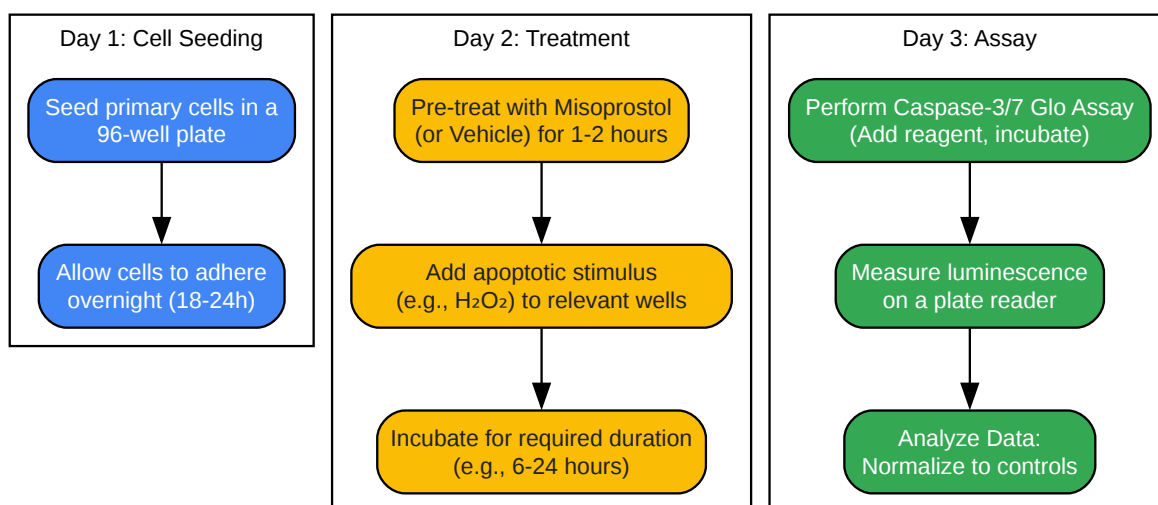 Day 1: Cell Seeding
Seed primary cells in a
96-well plate
Allow cells to adhere
overnight (18-24h)
Day 2: Treatment
Pre-treat with Misoprostol
(or Vehicle) for 1-2 hours
Add apoptotic stimulus
(e.g., H₂O₂) to relevant wells
Incubate for required duration
(e.g., 6-24 hours)
Day 3: Assay
Perform Caspase-3/7 Glo Assay
(Add reagent, incubate)
Measure luminescence
on a plate reader
Analyze Data:
Normalize to controls